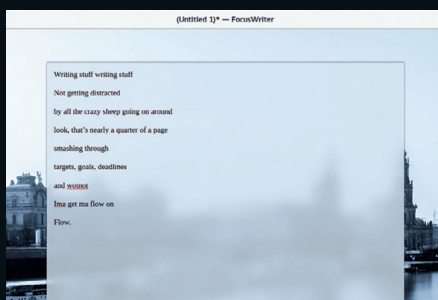 (Untitled 1)* — FocusWriter
Writing stuff writing stuff
Not getting distracted
by all the crazy sheep going on around
look, that's nearly a quarter of a page
smashing through
targets, goals, deadlines
and wotnot
Ima get ma flow on
Flow.